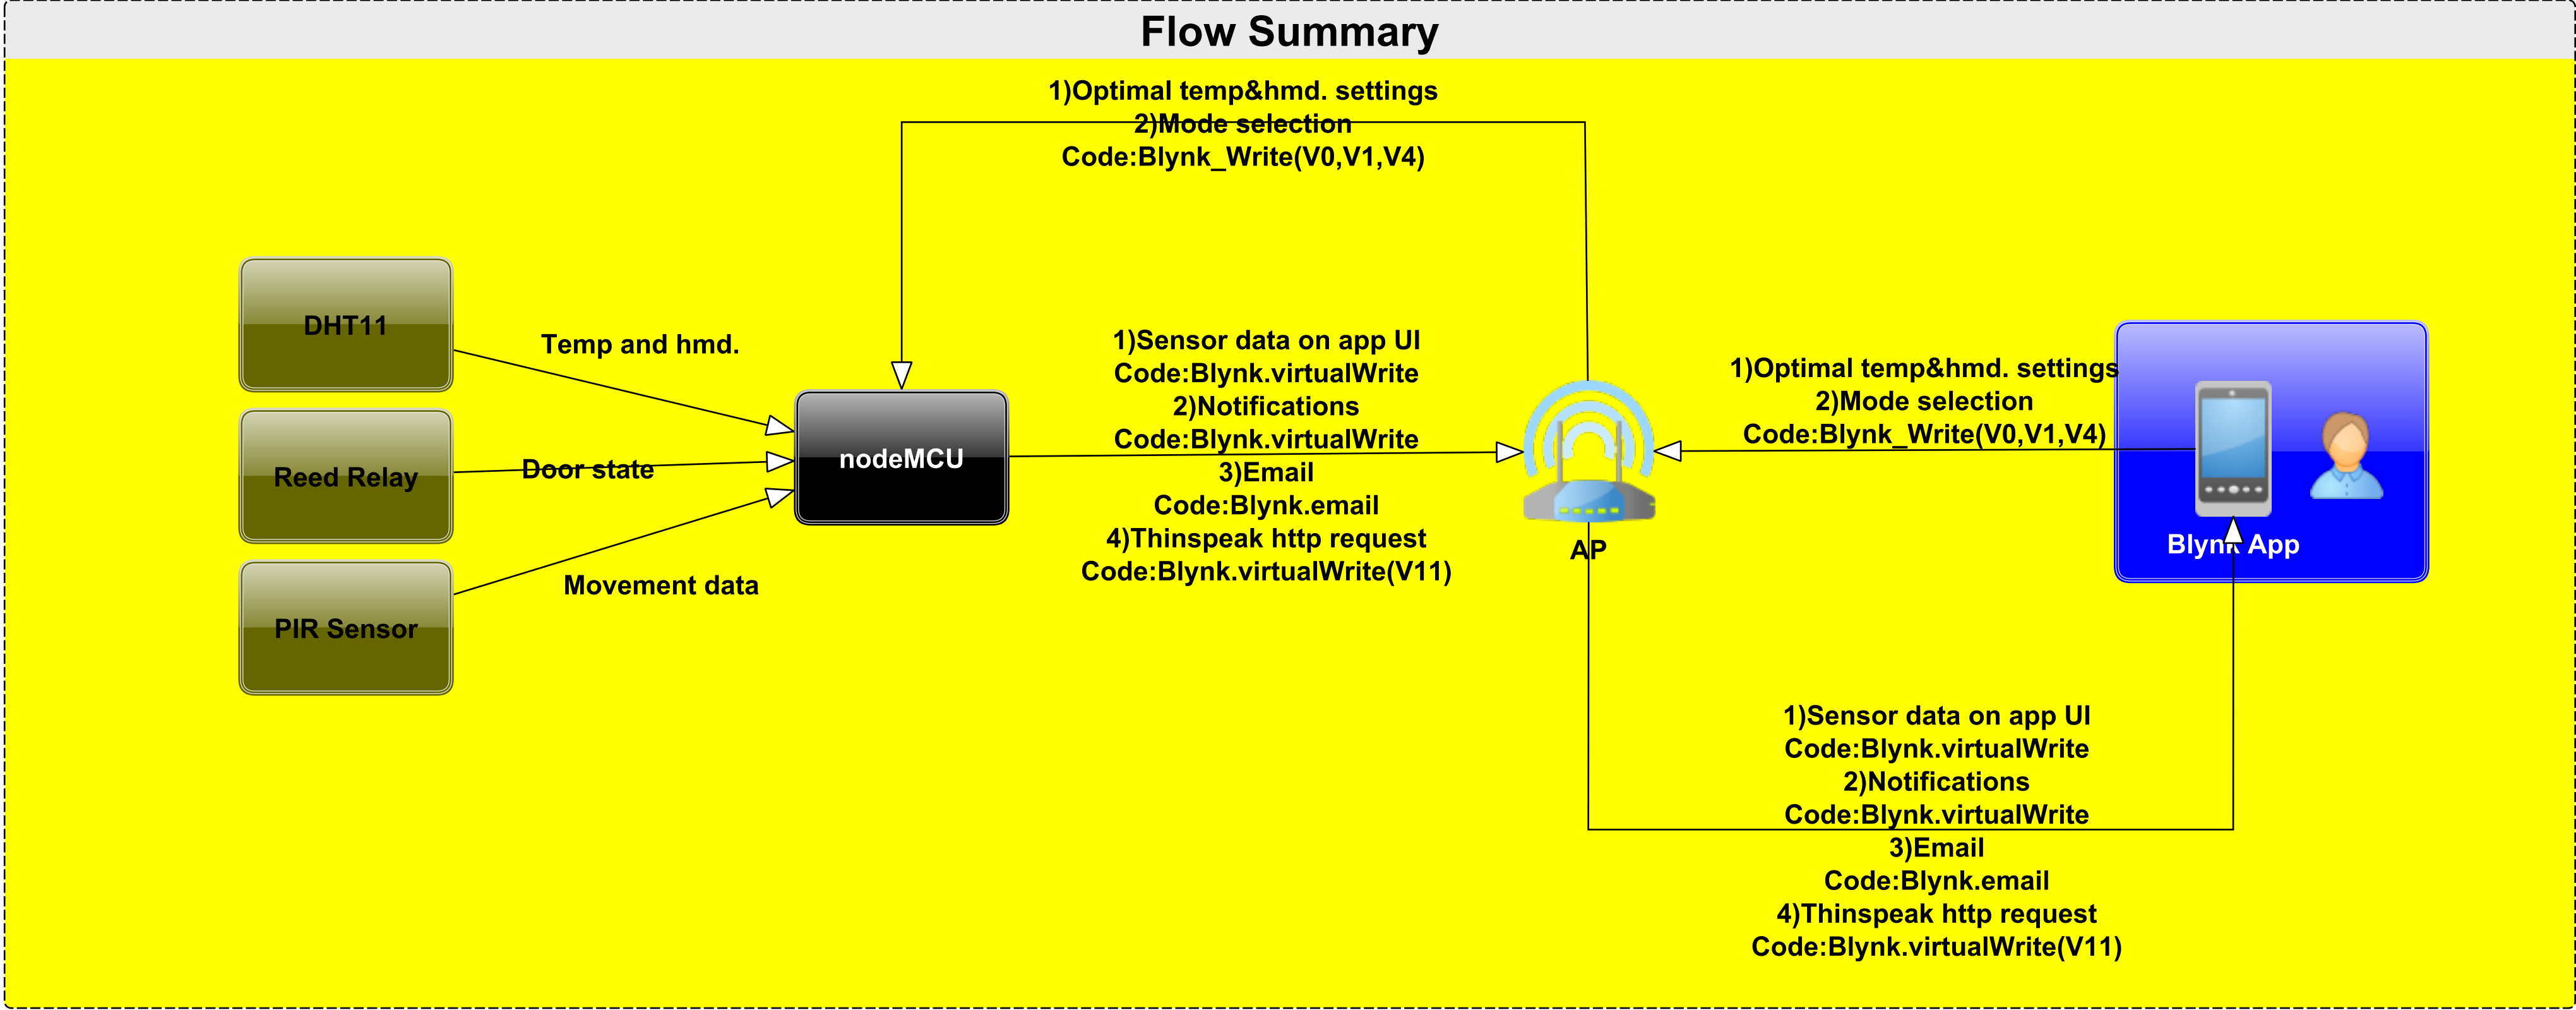 Flow Summary
1)Optimal temp&hmd. settings
2)Mode selection
Code:Blynk_Write(V0,V1,V4)
DHT11
Temp and hmd.
Reed Relay
Door state
PIR Sensor
Movement data
nodeMCU
1)Sensor data on app UI
Code:Blynk.virtualWrite
2)Notifications
Code:Blynk.virtualWrite
3)Email
Code:Blynk.email
4)Thinspeak http request
Code:Blynk.virtualWrite(V11)
AP
1)Optimal temp&hmd. settings
2)Mode selection
Code:Blynk_Write(V0,V1,V4)
Blynk App
1)Sensor data on app UI
Code:Blynk.virtualWrite
2)Notifications
Code:Blynk.virtualWrite
3)Email
Code:Blynk.email
4)Thinspeak http request
Code:Blynk.virtualWrite(V11)